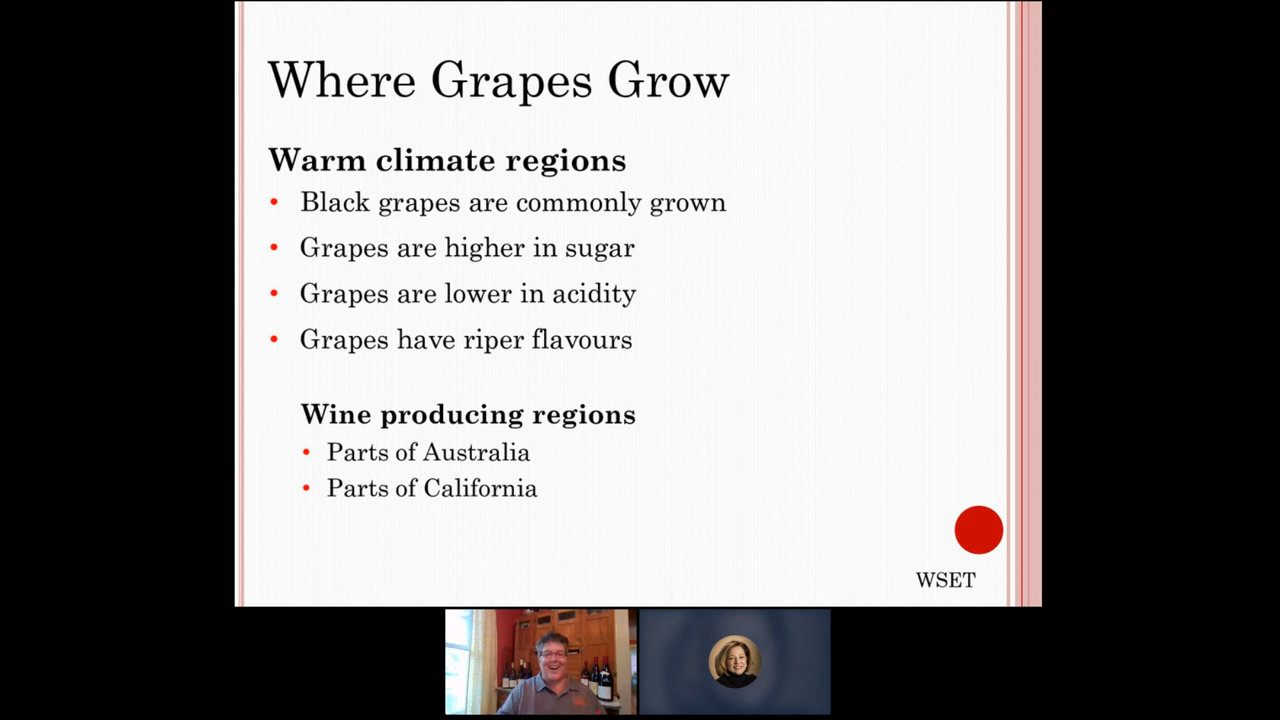 Where Grapes Grow
Warm climate regions
• Black grapes are commonly grown
• Grapes are higher in sugar
• Grapes are lower in acidity
• Grapes have riper flavours
Wine producing regions
• Parts of Australia
• Parts of California
WSET